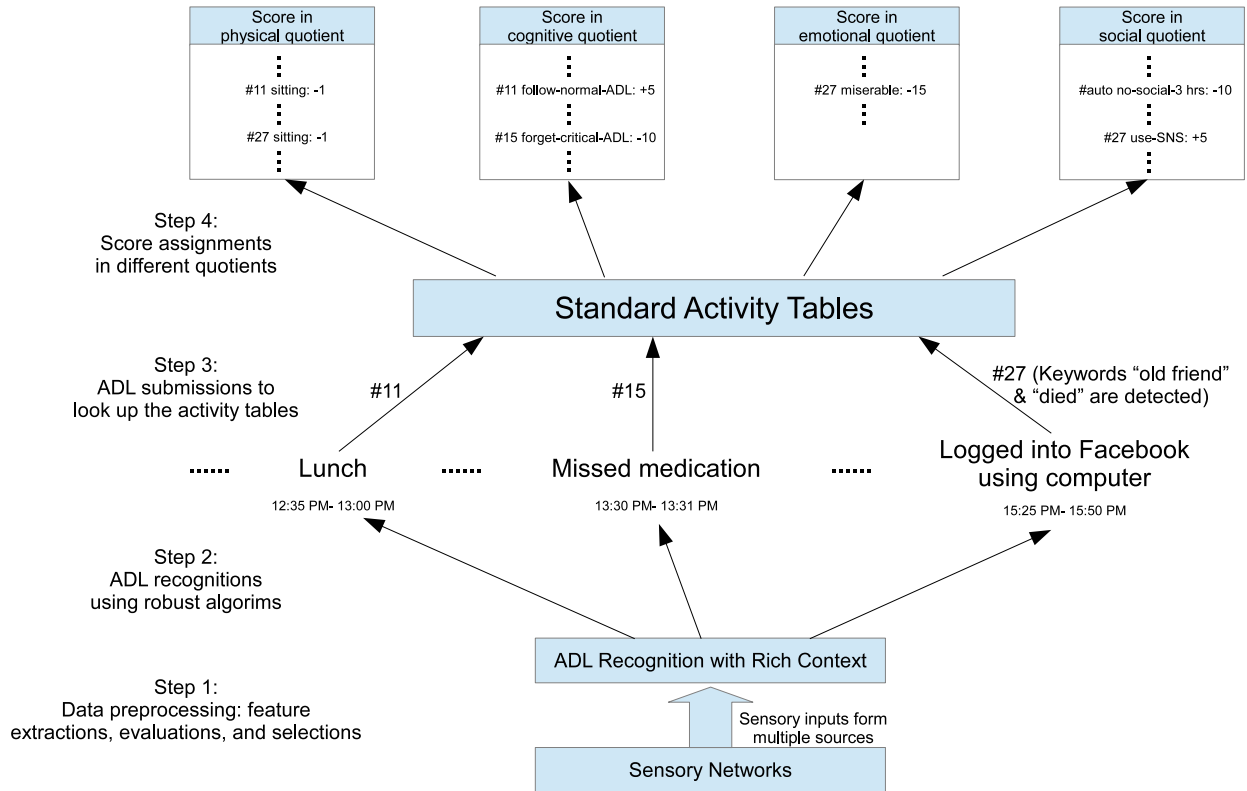 Score in
physical quotient
#11 sitting: -1
#27 sitting: -1
Score in
cognitive quotient
#11 follow-normal-ADL: +5
#15 forget-critical-ADL: -10
Score in
emotional quotient
#27 miserable: -15
Score in
social quotient
#auto no-social-3 hrs: -10
#27 use-SNS: +5
Step 4:
Score assignments
in different quotients
Standard Activity Tables
Step 3:
ADL submissions to
look up the activity tables
#11
#15
#27 (Keywords “old friend”
& “died” are detected)
Lunch
12:35 PM- 13:00 PM
Missed medication
13:30 PM- 13:31 PM
Logged into Facebook
using computer
15:25 PM- 15:50 PM
Step 2:
ADL recognitions
using robust algorims
ADL Recognition with Rich Context
Step 1:
Data preprocessing: feature
extractions, evaluations, and selections
Sensory inputs form
multiple sources
Sensory Networks